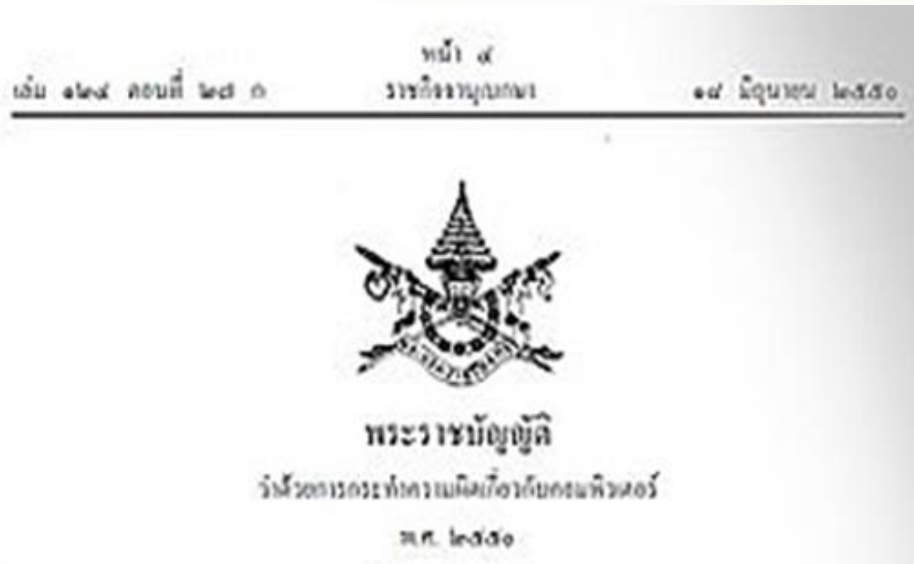 หน้า ๔
เล่ม ๑๒๔ ตอนที่ ๒๗ ก ราชกิจจานุเบกษา ๑๘ มิถุนายน ๒๕๕๐
พระราชบัญญัติ
ว่าด้วยการกระทำความผิดเกี่ยวกับคอมพิวเตอร์
พ.ศ. ๒๕๕๐